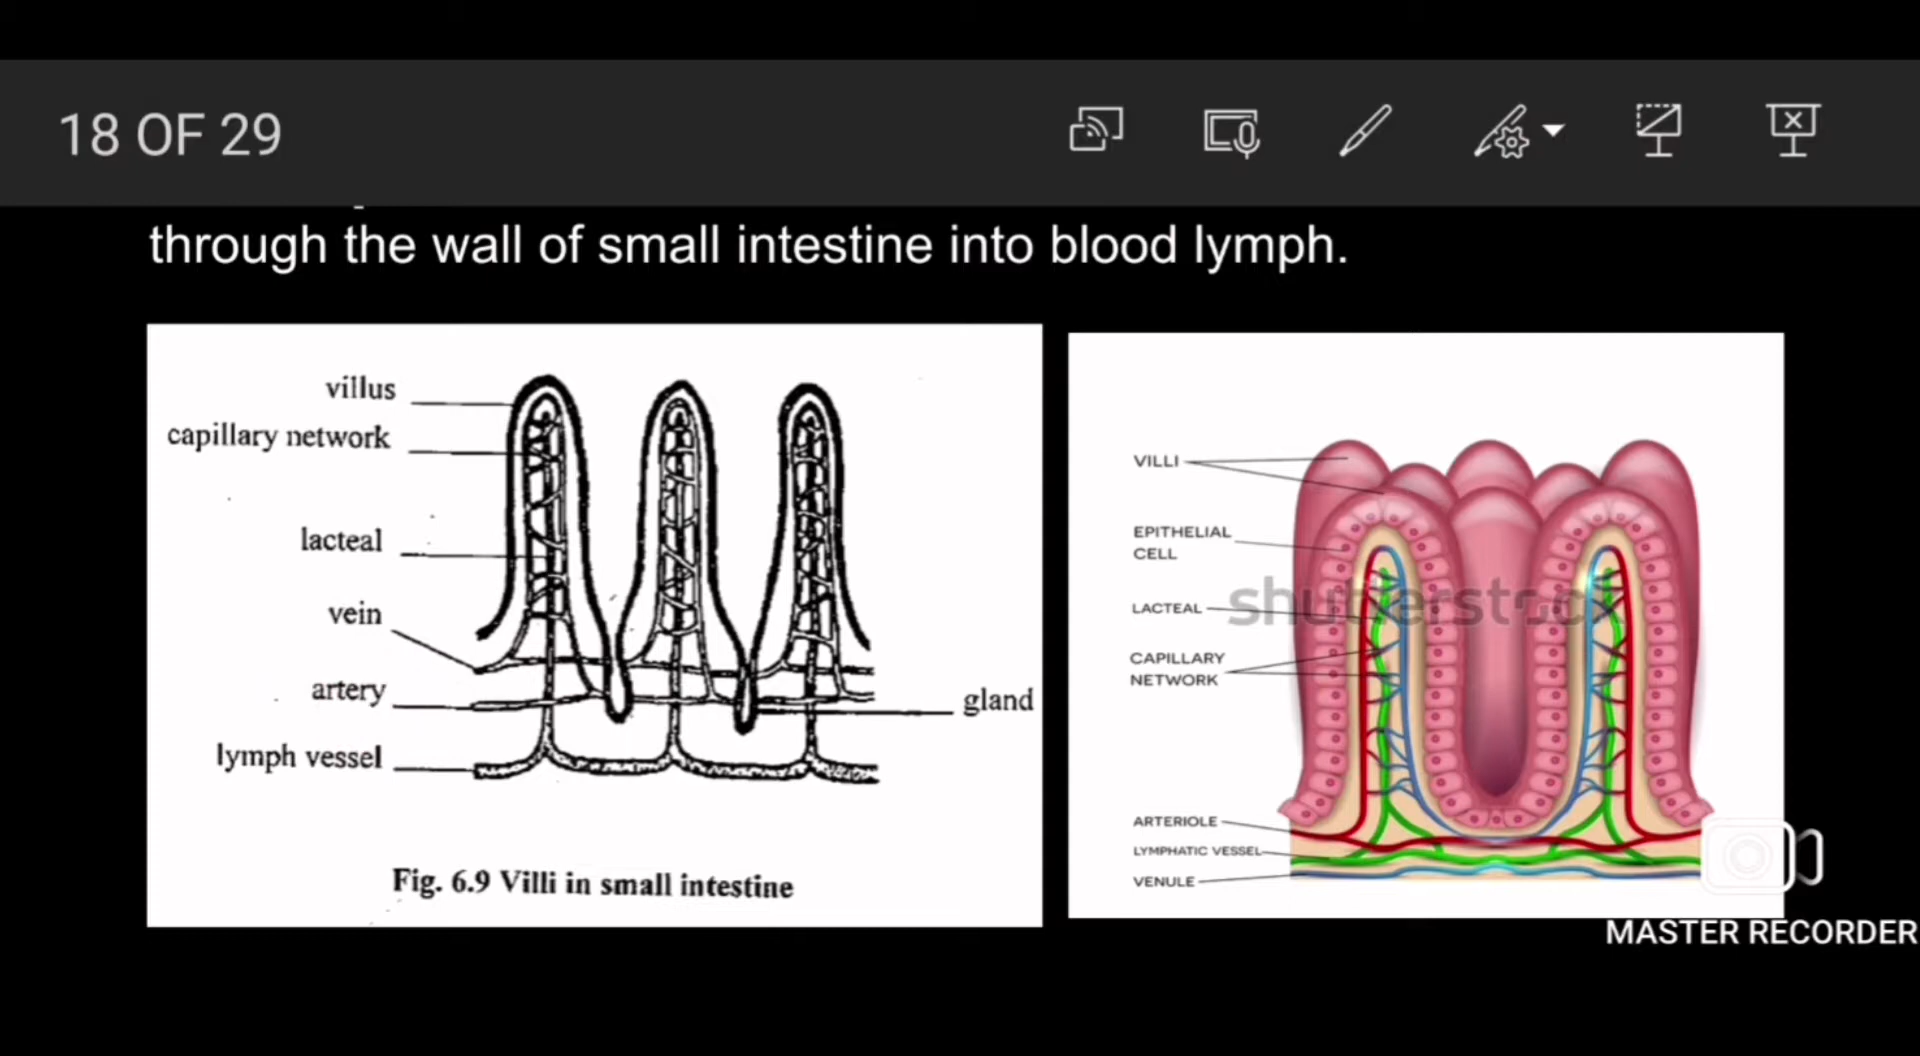 18 OF 29
through the wall of small intestine into blood lymph.
villus
capillary network
lacteal
vein
artery
lymph vessel
gland
Fig. 6.9 Villi in small intestine
VILLI
EPITHELIAL
CELL
LACTEAL
CAPILLARY
NETWORK
ARTERIOLE
LYMPHATIC VESSEL
VENULE
shutterstock
MASTER RECORDER